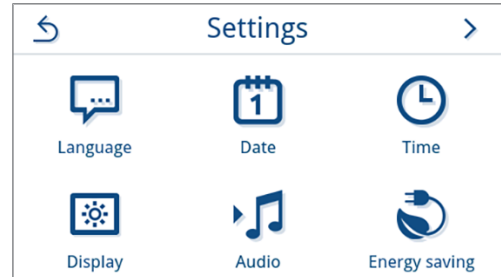 Settings
Language
Date
1
Time
Display
Audio
Energy saving